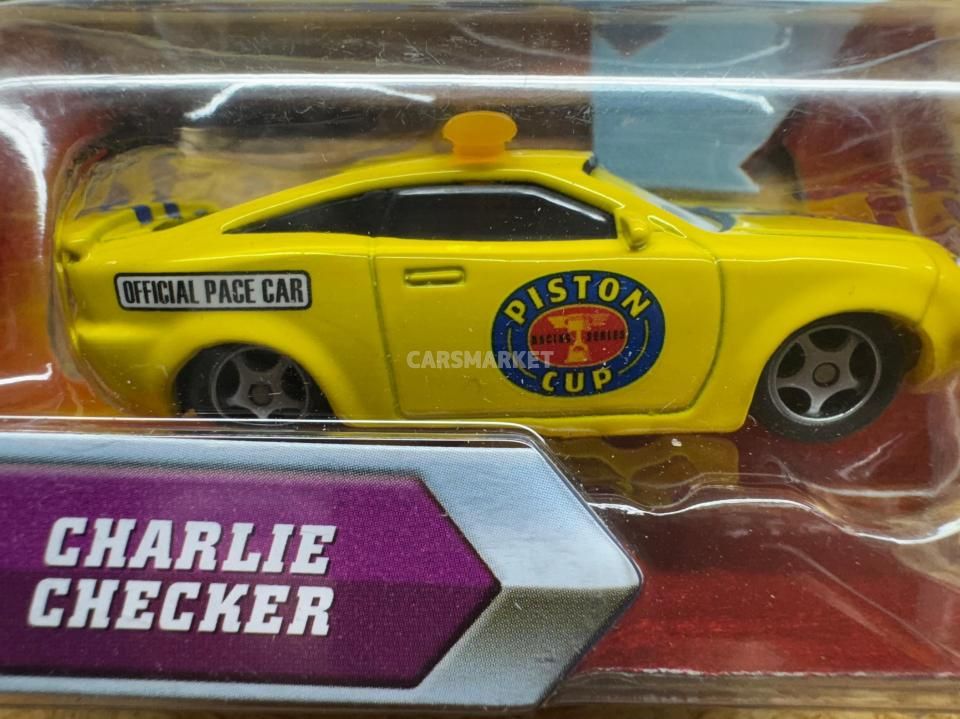 OFFICIAL PACE CAR
PISTON
RACING SERIES
CUP
CARSMARKET
CHARLIE
CHECKER